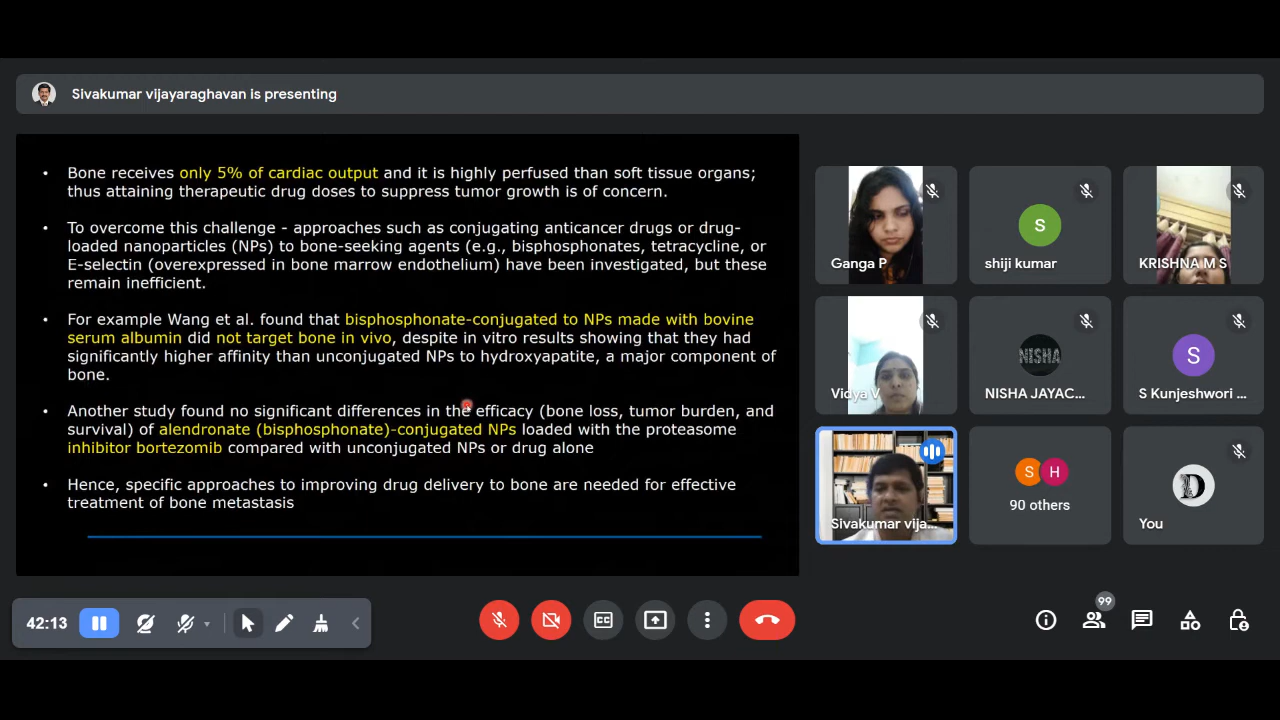 Sivakumar vijayaraghavan is presenting
• Bone receives only 5% of cardiac output and it is highly perfused than soft tissue organs;
thus attaining therapeutic drug doses to suppress tumor growth is of concern.
• To overcome this challenge - approaches such as conjugating anticancer drugs or drug-
loaded nanoparticles (NPs) to bone-seeking agents (e.g., bisphosphonates, tetracycline, or
E-selectin (overexpressed in bone marrow endothelium) have been investigated, but these
remain inefficient.
• For example Wang et al. found that bisphosphonate-conjugated to NPs made with bovine
serum albumin did not target bone in vivo, despite in vitro results showing that they had
significantly higher affinity than unconjugated NPs to hydroxyapatite, a major component of
bone.
• Another study found no significant differences in the efficacy (bone loss, tumor burden, and
survival) of alendronate (bisphosphonate)-conjugated NPs loaded with the proteasome
inhibitor bortezomib compared with unconjugated NPs or drug alone
• Hence, specific approaches to improving drug delivery to bone are needed for effective
treatment of bone metastasis
Ganga P
S
shiji kumar
KRISHNA M S
Vidya V
NISHA
NISHA JAYAC...
S
S Kunjeshwori ...
Sivakumar vija...
S H
90 others
D
You
42:13
CC
99